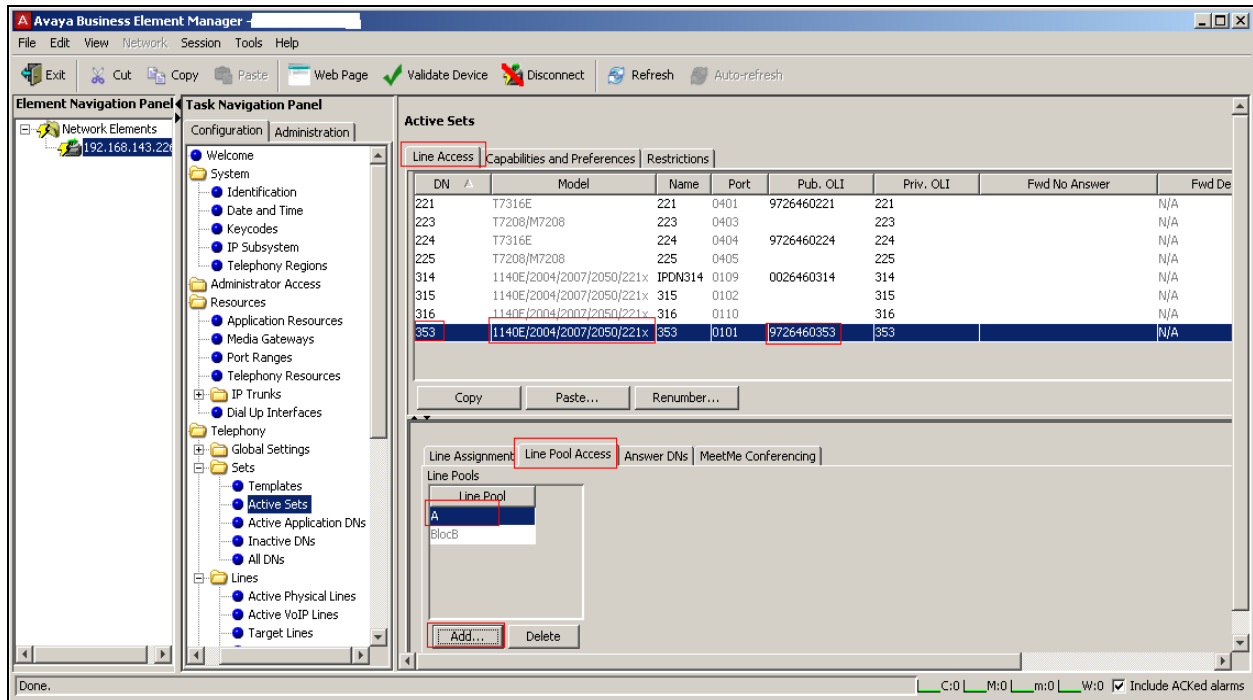 Avaya Business Element Manager -
File Edit View Network Session Tools Help
Exit Cut Copy Paste Web Page Validate Device Disconnect Refresh Auto-refresh
Element Navigation Panel
Network Elements
192.168.143.226
Task Navigation Panel
Configuration Administration
Welcome
System
Identification
Date and Time
Keycodes
IP Subsystem
Telephony Regions
Administrator Access
Resources
Application Resources
Media Gateways
Port Ranges
Telephony Resources
IP Trunks
Dial Up Interfaces
Telephony
Global Settings
Sets
Templates
Active Sets
Active Application DNs
Inactive DNs
All DNs
Lines
Active Physical Lines
Active VoIP Lines
Target Lines
Active Sets
Line Access Capabilities and Preferences Restrictions
DN Model Name Port Pub. OLI Priv. OLI Fwd No Answer Fwd De
221 T7316E 221 0401 9726460221 221 N/A
223 T7208/M7208 223 0403 223 N/A
224 T7316E 224 0404 9726460224 224 N/A
225 T7208/M7208 225 0405 225 N/A
314 1140E/2004/2007/2050/221x IPDN314 0109 0026460314 314 N/A
315 1140E/2004/2007/2050/221x 315 0102 315 N/A
316 1140E/2004/2007/2050/221x 316 0110 316 N/A
353 1140E/2004/2007/2050/221x 353 0101 9726460353 353 N/A
Copy Paste... Renumber...
Line Assignment Line Pool Access Answer DNs MeetMe Conferencing
Line Pools
Line Pool
A
BlocB
Add... Delete
Done. C:0 M:0 m:0 W:0 Include ACKed alarms